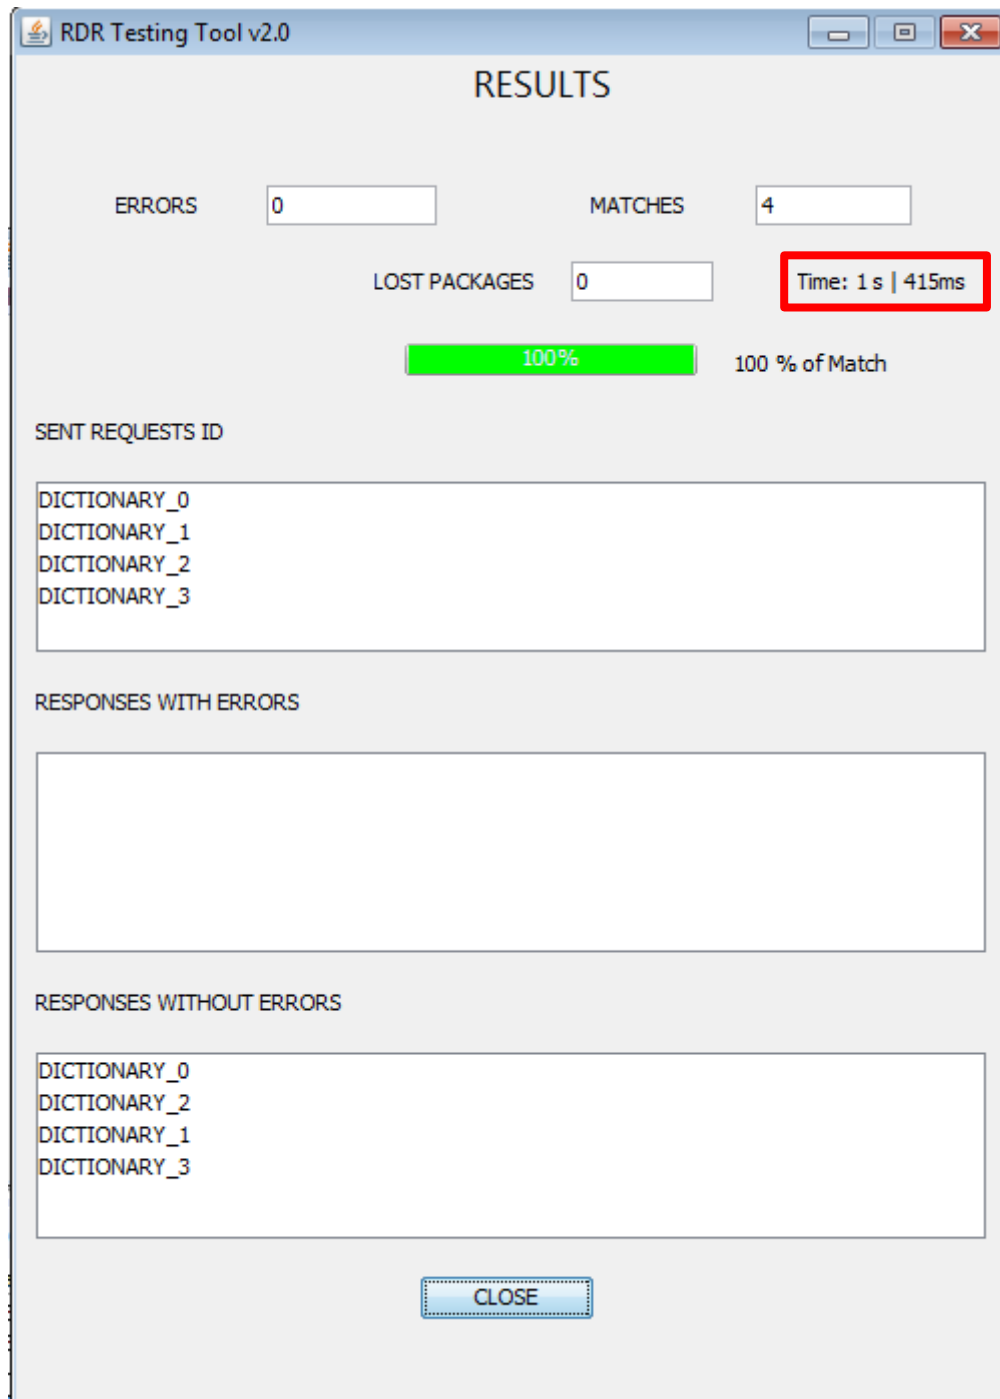 RDR Testing Tool v2.0
RESULTS
ERRORS 0 MATCHES 4
LOST PACKAGES 0 Time: 1 s | 415ms
100% 100 % of Match
SENT REQUESTS ID
DICTIONARY_0
DICTIONARY_1
DICTIONARY_2
DICTIONARY_3
RESPONSES WITH ERRORS
RESPONSES WITHOUT ERRORS
DICTIONARY_0
DICTIONARY_2
DICTIONARY_1
DICTIONARY_3
CLOSE